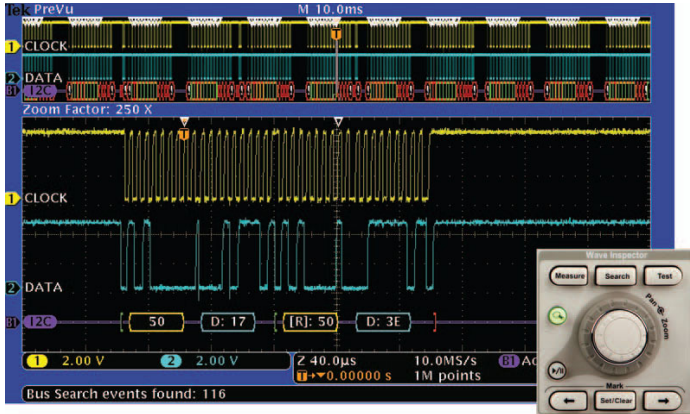 Tek PreVu M 10.0ms
1 CLOCK
2 DATA
B1 I2C
Zoom Factor: 250 X
T
1 CLOCK
2 DATA
B1 I2C 50 D: 17 [R]: 50 D: 3E
1 2.00 V 2 2.00 V Z 40.0µs 10.0MS/s B1
T→▼0.00000 s 1M points
Bus Search events found: 116
Wave Inspector
Measure Search Test
Pan Zoom
Mark
← Set/Clear →